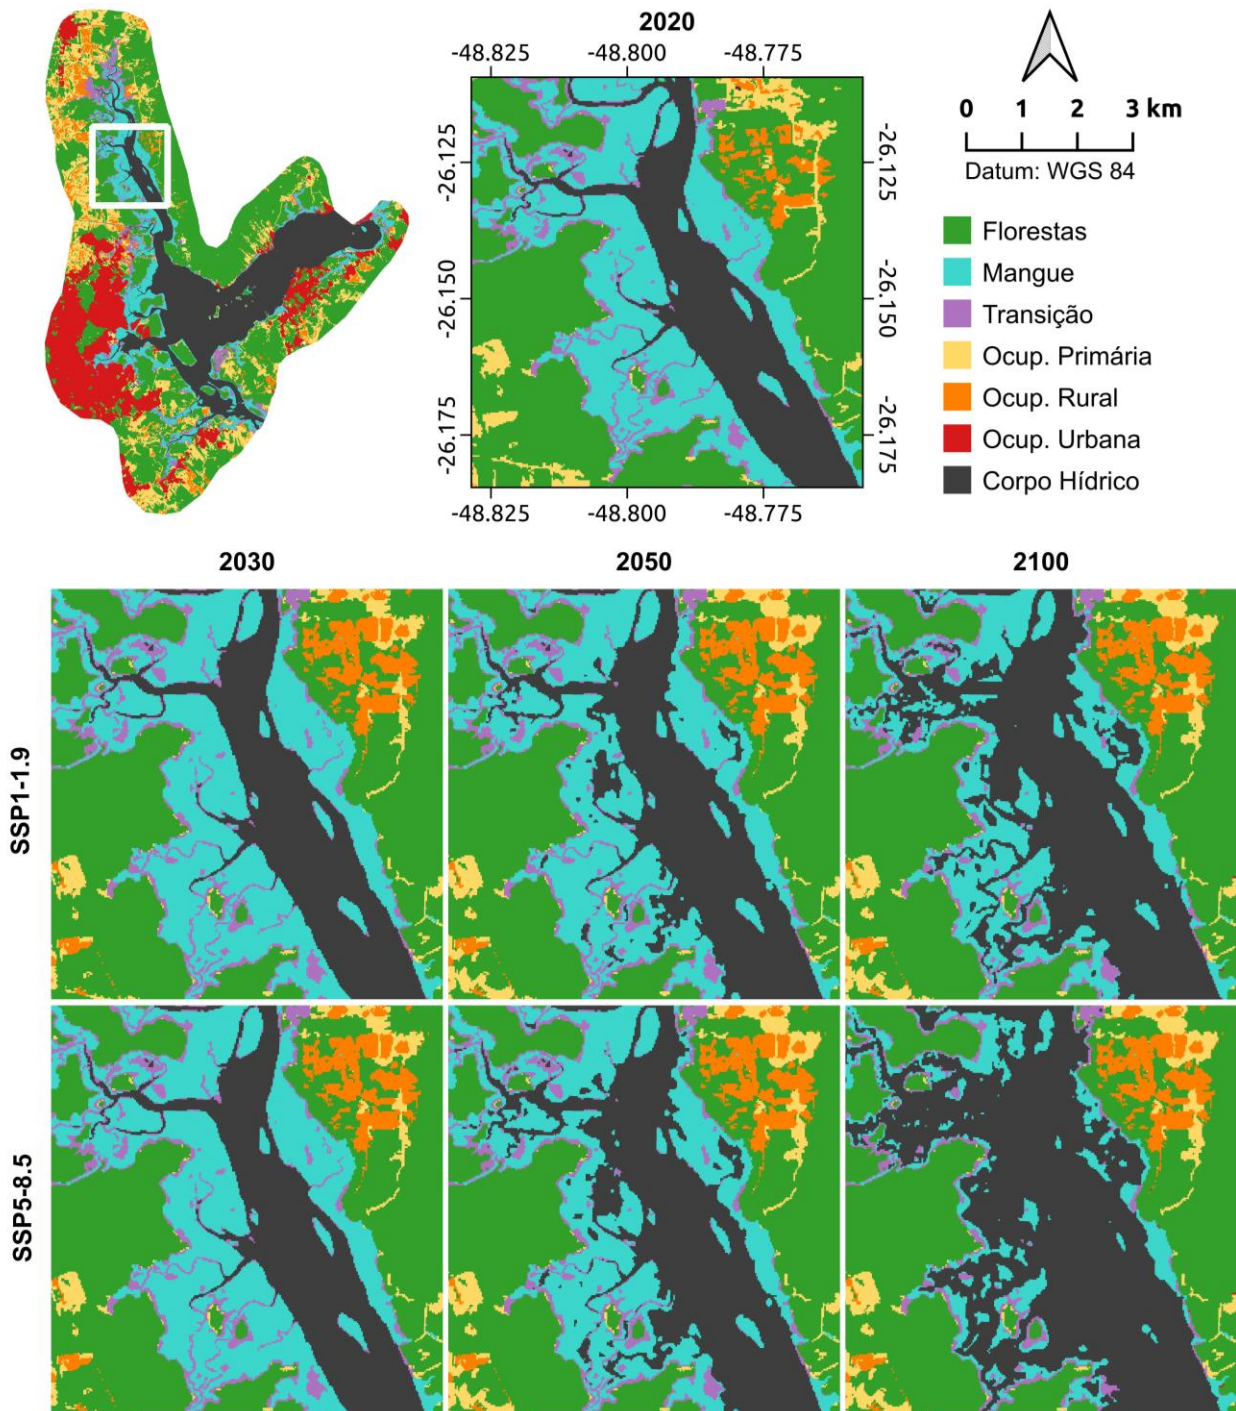 2020
-48.825 -48.800 -48.775
-26.125 -26.125
-26.150 -26.150
-26.175 -26.175
-48.825 -48.800 -48.775
0 1 2 3 km
Datum: WGS 84
Florestas
Mangue
Transição
Ocup. Primária
Ocup. Rural
Ocup. Urbana
Corpo Hídrico
2030 2050 2100
SSP1-1.9
SSP5-8.5